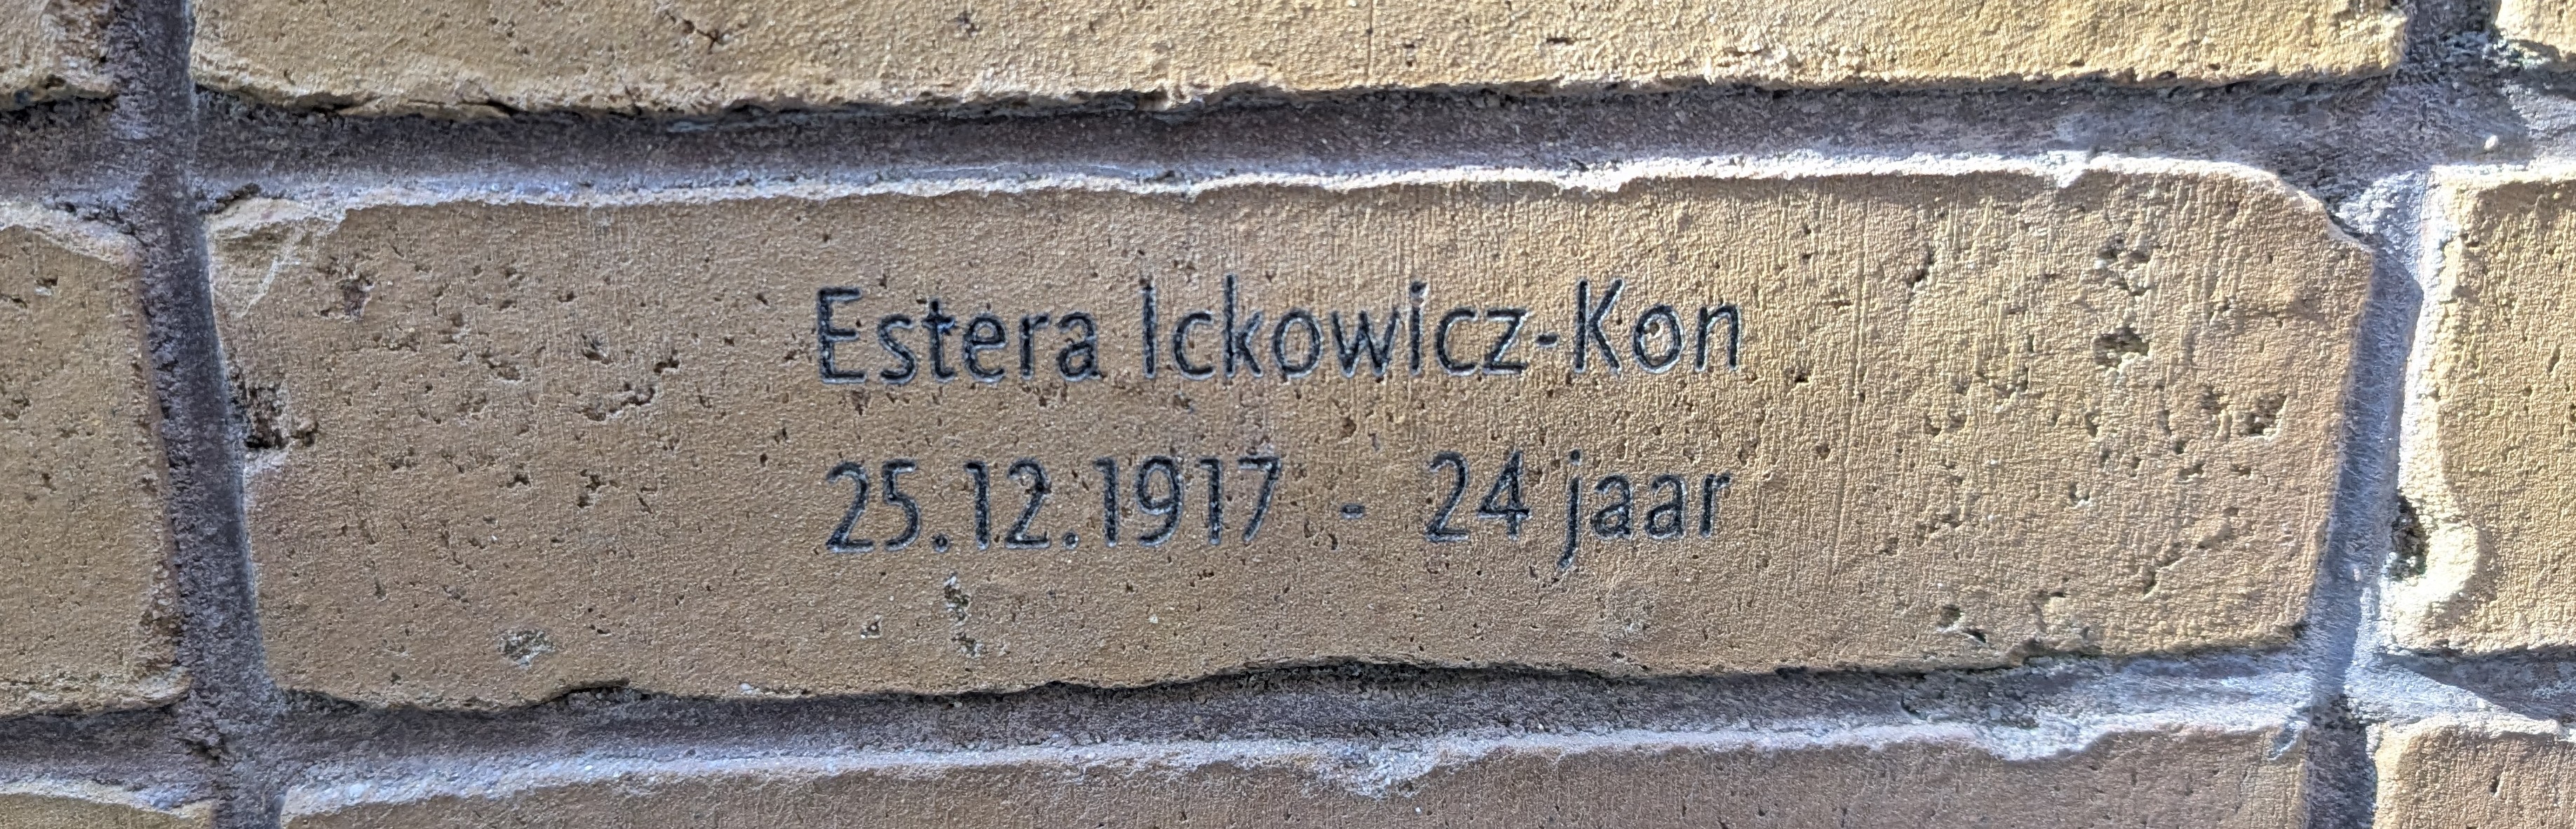 Estera Ickowicz-Kon
25.12.1917 - 24 jaar